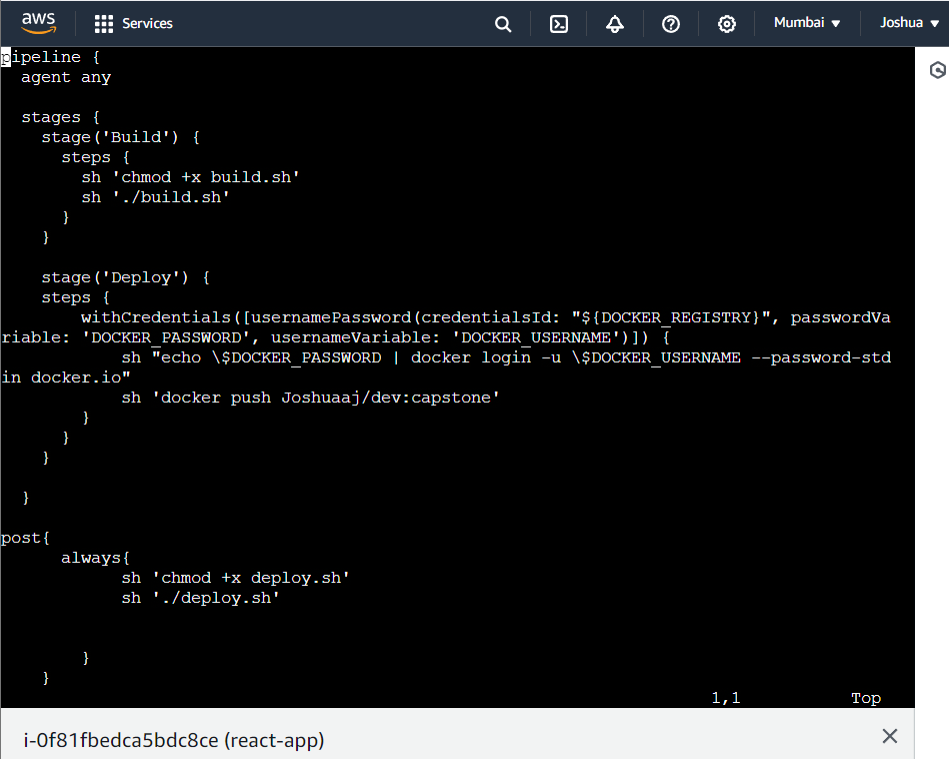 aws Services Mumbai Joshua
pipeline {
  agent any

  stages {
    stage('Build') {
      steps {
        sh 'chmod +x build.sh'
        sh './build.sh'
      }
    }

    stage('Deploy') {
    steps {
        withCredentials([usernamePassword(credentialsId: "${DOCKER_REGISTRY}", passwordVa
riable: 'DOCKER_PASSWORD', usernameVariable: 'DOCKER_USERNAME')]) {
            sh "echo \$DOCKER_PASSWORD | docker login -u \$DOCKER_USERNAME --password-std
in docker.io"
            sh 'docker push Joshuaaj/dev:capstone'
        }
      }
    }

  }

post{
      always{
            sh 'chmod +x deploy.sh'
            sh './deploy.sh'


        }
    }
1,1 Top
i-0f81fbedca5bdc8ce (react-app)